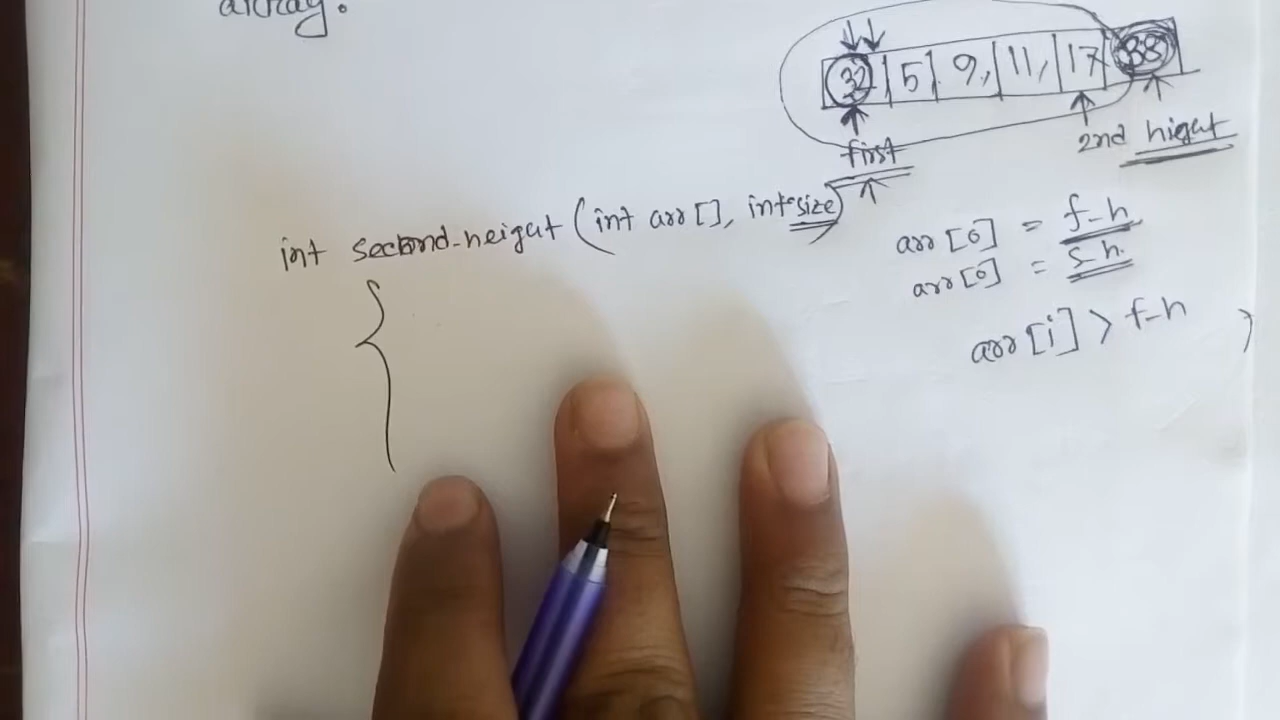 array.
32 | 5 | 9, | 11, | 17 | 38
first
2nd higat
int second-heigat (int arr[], int size)
arr[0] = f-h
arr[0] = s-h.
arr[i] > f-h )
{